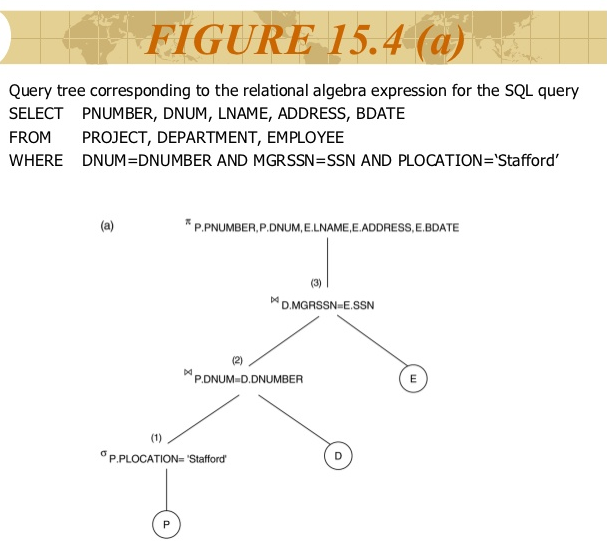 FIGURE 15.4 (a)
Query tree corresponding to the relational algebra expression for the SQL query
SELECT PNUMBER, DNUM, LNAME, ADDRESS, BDATE
FROM PROJECT, DEPARTMENT, EMPLOYEE
WHERE DNUM=DNUMBER AND MGRSSN=SSN AND PLOCATION=‘Stafford’
(a)
π P.PNUMBER,P.DNUM,E.LNAME,E.ADDRESS,E.BDATE
(3)
⋈ D.MGRSSN=E.SSN
(2)
⋈ P.DNUM=D.DNUMBER
E
(1)
σ P.PLOCATION= 'Stafford'
D
P